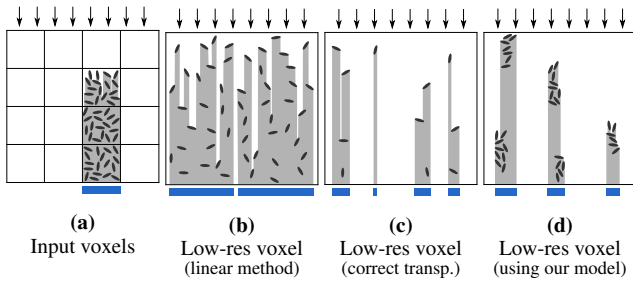 (a)
Input voxels
(b)
Low-res voxel
(linear method)
(c)
Low-res voxel
(correct transp.)
(d)
Low-res voxel
(using our model)